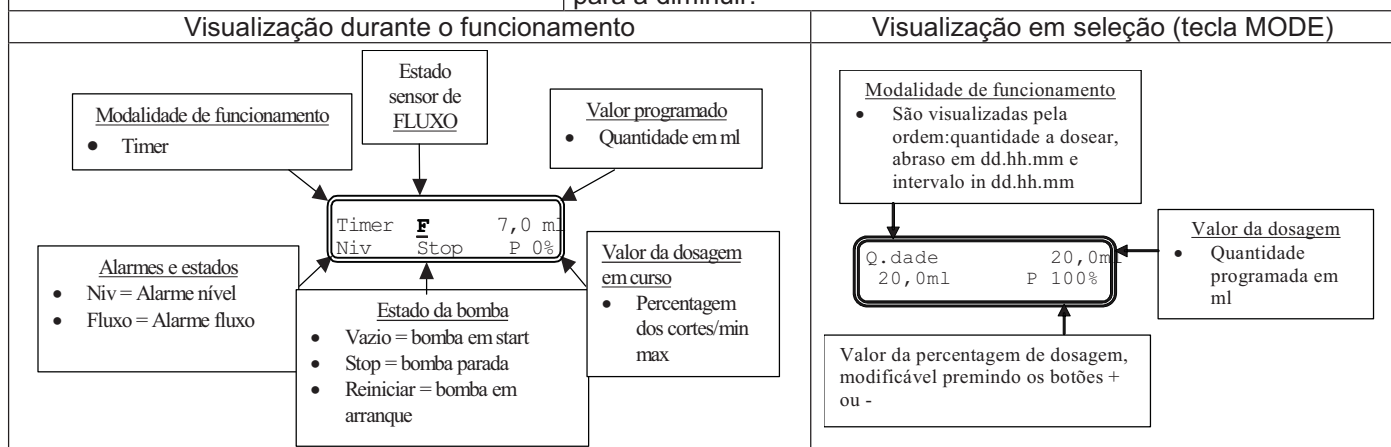 para a diminuir.
Visualização durante o funcionamento
Visualização em seleção (tecla MODE)
Estado
sensor de
FLUXO
Modalidade de funcionamento
• Timer
Valor programado
• Quantidade em ml
Timer F 7,0 ml
Niv Stop P 0%
Alarmes e estados
• Niv = Alarme nível
• Fluxo = Alarme fluxo
Estado da bomba
• Vazio = bomba em start
• Stop = bomba parada
• Reiniciar = bomba em
arranque
Valor da dosagem
em curso
• Percentagem
dos cortes/min
max
Modalidade de funcionamento
• São visualizadas pela
ordem:quantidade a dosear,
abraso em dd.hh.mm e
intervalo in dd.hh.mm
Q.dade 20,0ml
20,0ml P 100%
Valor da dosagem
• Quantidade
programada em
ml
Valor da percentagem de dosagem,
modificável premindo os botões +
ou -